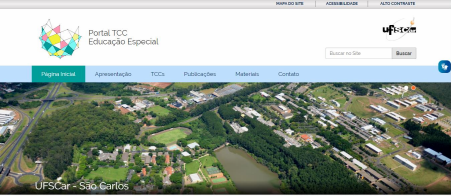 MAPA DO SITE ACESSIBILIDADE ALTO CONTRASTE
Portal TCC
Educação Especial
ufscar
Buscar no Site Buscar
Página Inicial Apresentação TCCs Publicações Materiais Contato
UFSCar - São Carlos